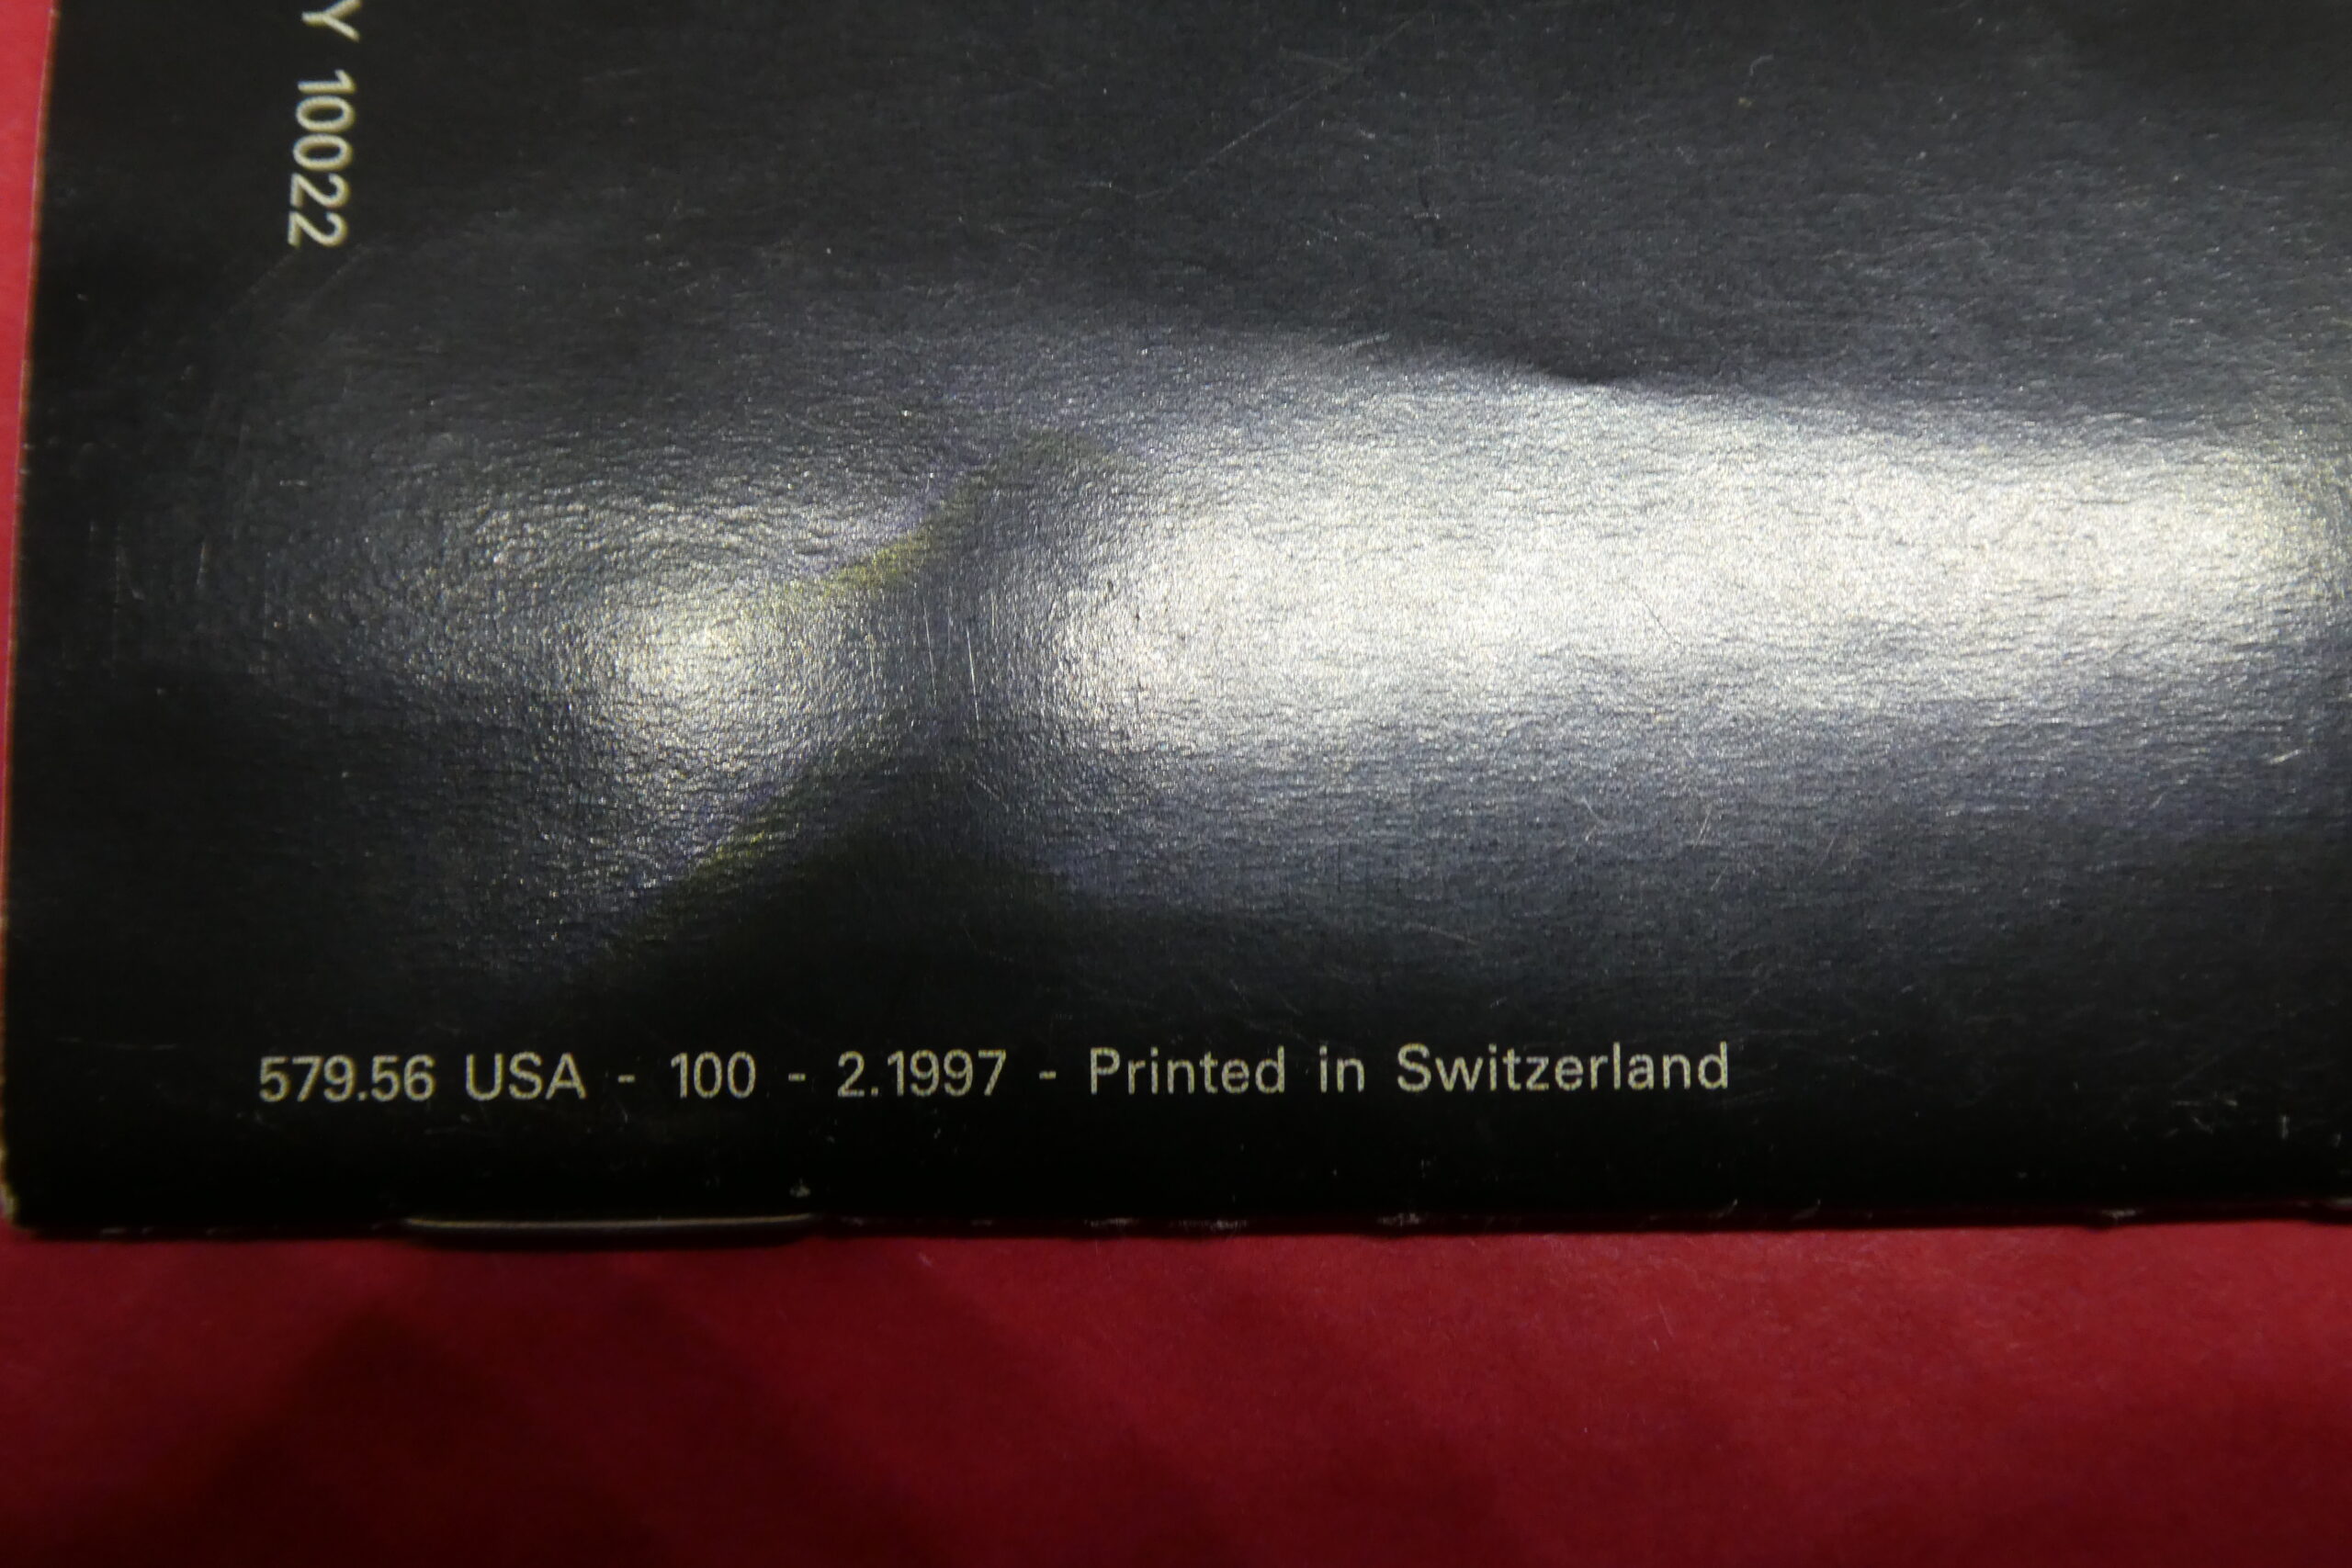 Y 10022
579.56 USA - 100 - 2.1997 - Printed in Switzerland